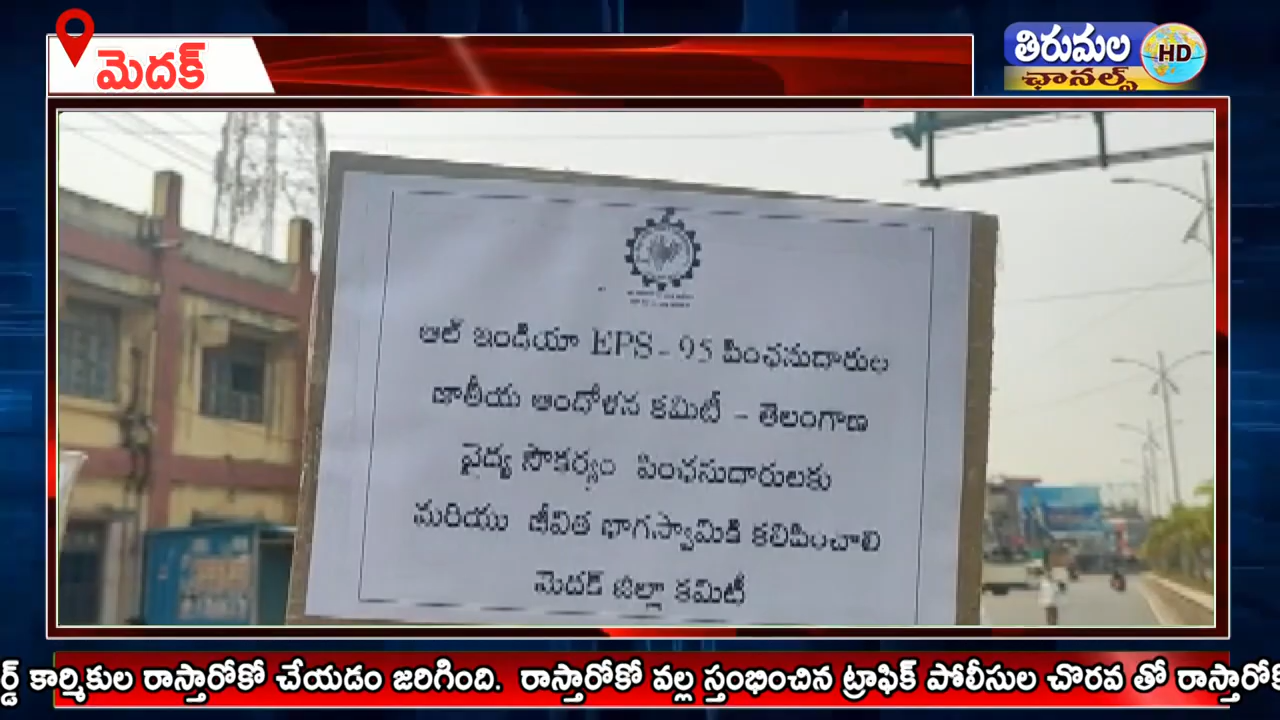 మెదక్
తిరుమల
ఛానల్స్
HD
ఆల్ ఇండియా EPS - 95 పింఛనుదారుల
జాతీయ ఆందోళన కమిటీ - తెలంగాణ
వైద్య సౌకర్యం పింఛనుదారులకు
మరియు జీవిత భాగస్వామికి కలిపించాలి
మెదక్ జిల్లా కమిటీ
ర్డ్ కార్మికుల రాస్తారోకో చేయడం జరిగింది. రాస్తారోకో వల్ల స్తంభించిన ట్రాఫిక్ పోలీసుల చొరవ తో రాస్తారోక